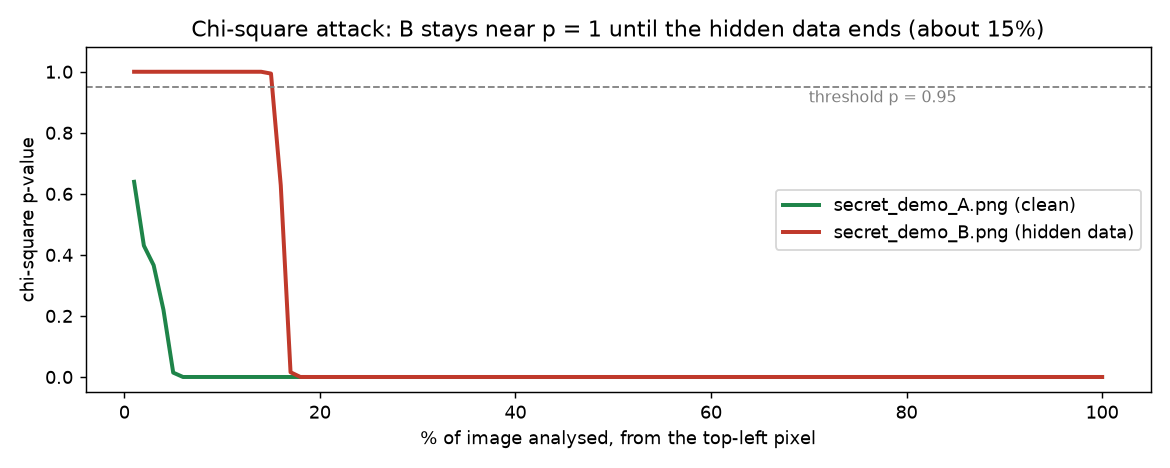 Chi-square attack: B stays near p = 1 until the hidden data ends (about 15%)
1.0
0.8
0.6
0.4
0.2
0.0
chi-square p-value
threshold p = 0.95
secret_demo_A.png (clean)
secret_demo_B.png (hidden data)
0
20
40
60
80
100
% of image analysed, from the top-left pixel